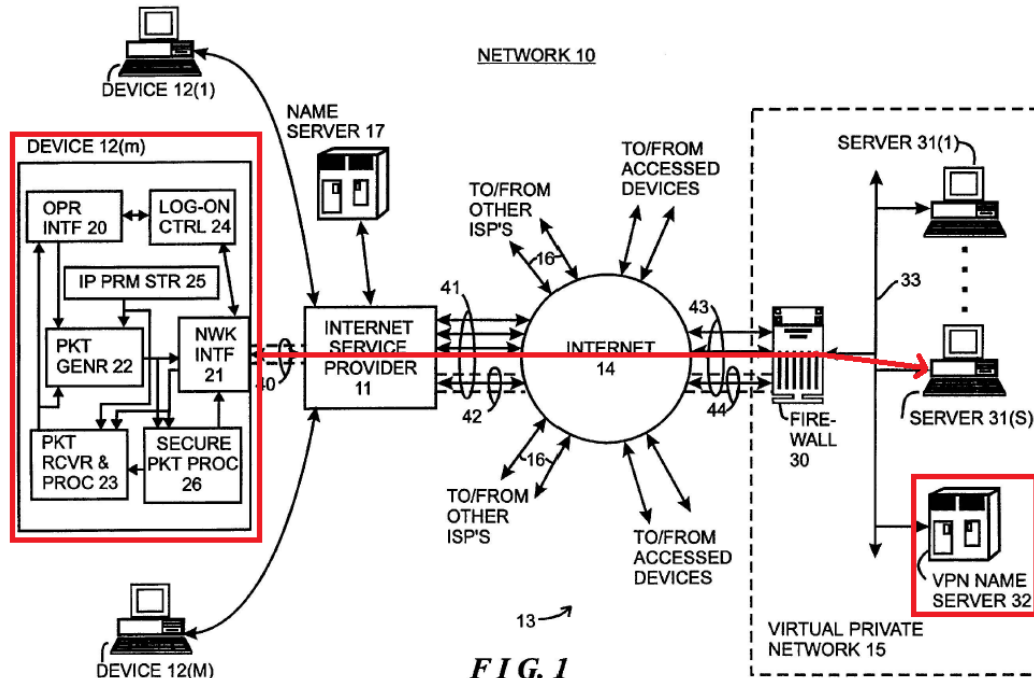 NETWORK 10
DEVICE 12(1)
NAME
SERVER 17
DEVICE 12(m)
OPR
INTF 20
LOG-ON
CTRL 24
IP PRM STR 25
PKT
GENR 22
NWK
INTF
21
PKT
RCVR &
PROC 23
SECURE
PKT PROC
26
40
INTERNET
SERVICE
PROVIDER
11
41
42
TO/FROM
OTHER
ISP'S
16
TO/FROM
ACCESSED
DEVICES
INTERNET
14
16
TO/FROM
OTHER
ISP'S
TO/FROM
ACCESSED
DEVICES
43
44
FIRE-
WALL
30
SERVER 31(1)
33
SERVER 31(S)
VPN NAME
SERVER 32
VIRTUAL PRIVATE
NETWORK 15
DEVICE 12(M)
13
FIG. 1